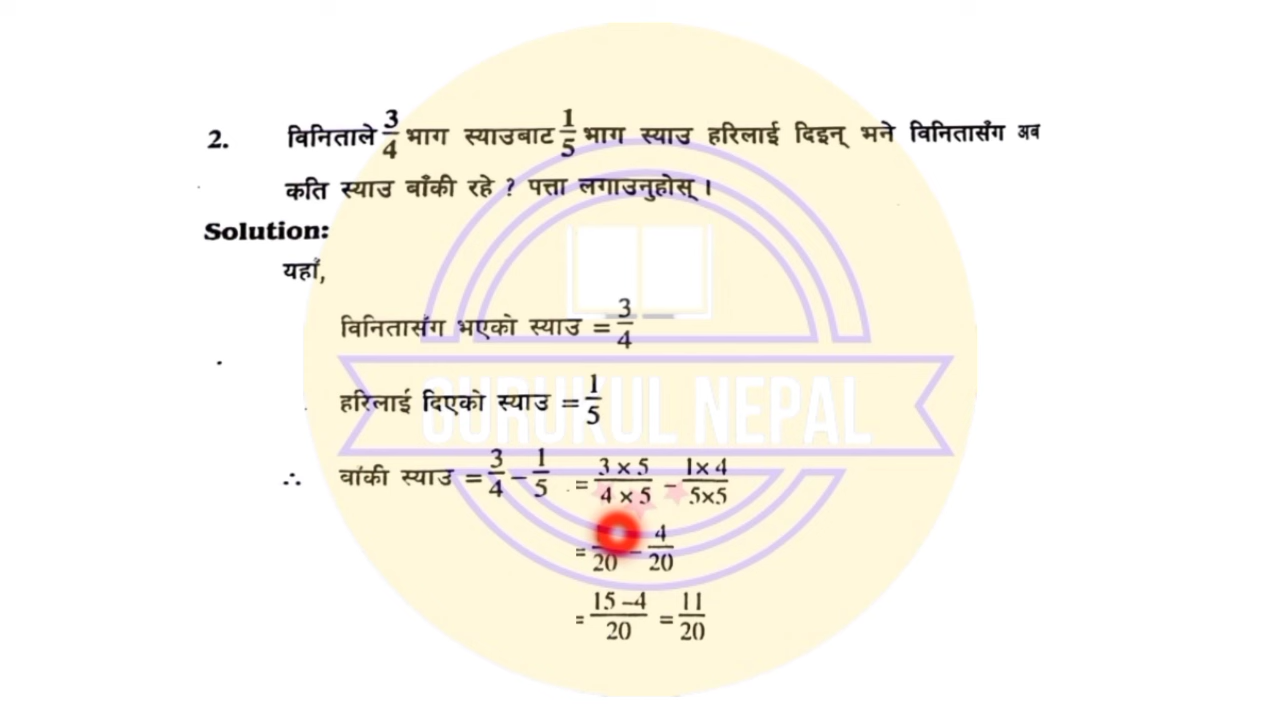 2. विनिताले 3/4 भाग स्याउबाट 1/5 भाग स्याउ हरिलाई दिइन् भने विनितासँग अब
कति स्याउ बाँकी रहे ? पत्ता लगाउनुहोस् ।
Solution:
यहाँ,
विनितासँग भएको स्याउ = 3/4
हरिलाई दिएको स्याउ = 1/5
∴ वांकी स्याउ = 3/4 - 1/5 = 3 × 5/4 × 5 - 1×4/5×5
= /20 - 4/20
= 15-4/20 = 11/20
GURUKUL NEPAL